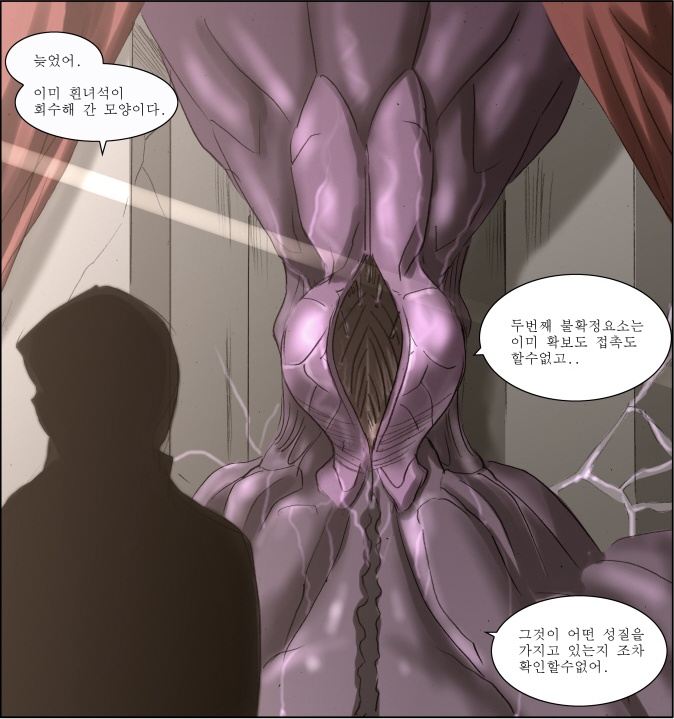 늦었어.
이미 흰녀석이
회수해 간 모양이다.
두번째 불확정요소는
이미 확보도 접촉도
할수없고..
그것이 어떤 성질을
가지고 있는지 조차
확인할수없어.